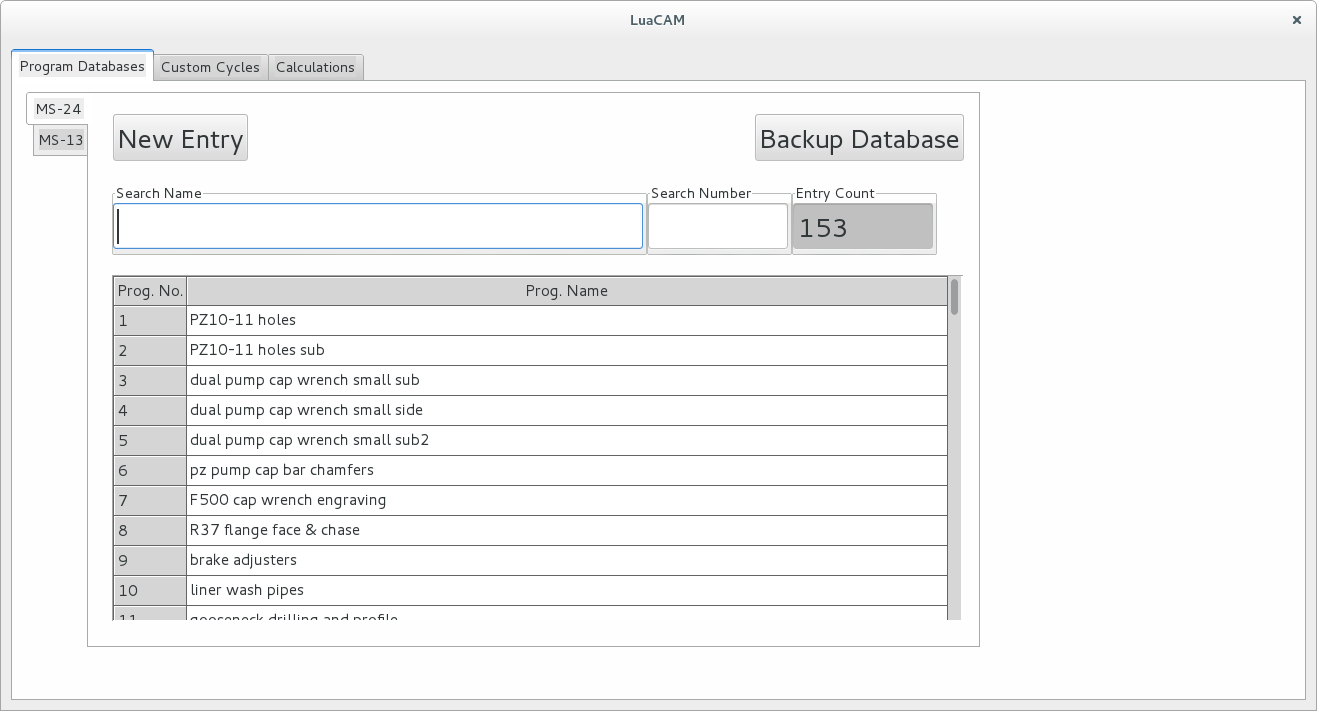 LuaCAM
Program Databases Custom Cycles Calculations
MS-24
MS-13
New Entry Backup Database
Search Name Search Number Entry Count
153
Prog. No. Prog. Name
1 PZ10-11 holes
2 PZ10-11 holes sub
3 dual pump cap wrench small sub
4 dual pump cap wrench small side
5 dual pump cap wrench small sub2
6 pz pump cap bar chamfers
7 F500 cap wrench engraving
8 R37 flange face & chase
9 brake adjusters
10 liner wash pipes
11 gooseneck drilling and profile